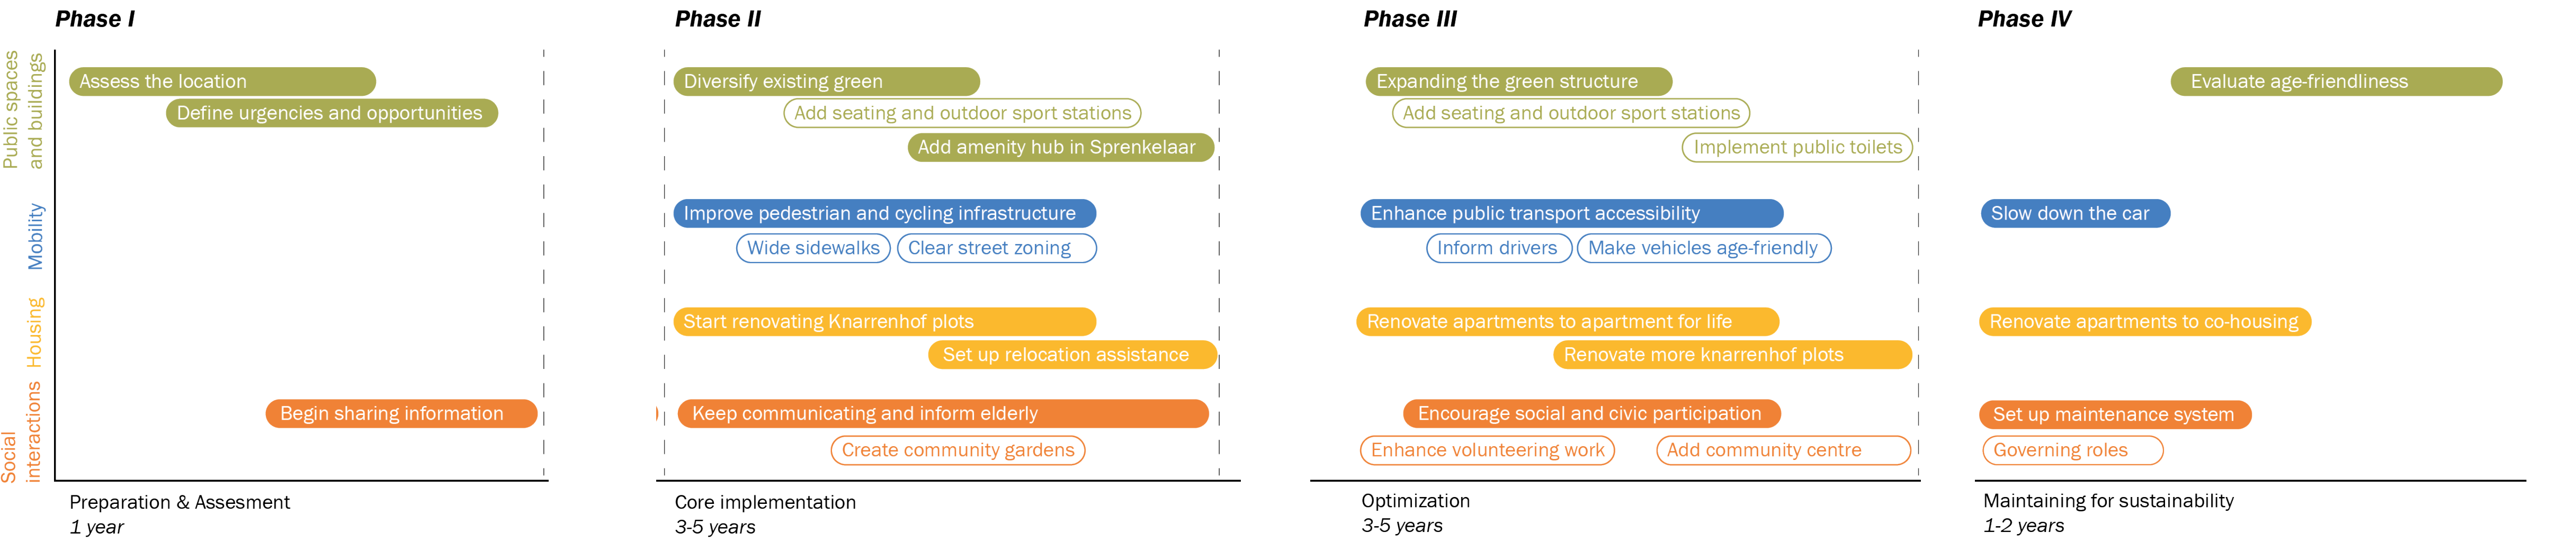 Phase I
Phase II
Phase III
Phase IV
Public spaces
and buildings
Assess the location
Define urgencies and opportunities
Diversify existing green
Add seating and outdoor sport stations
Add amenity hub in Sprenkelaar
Expanding the green structure
Add seating and outdoor sport stations
Implement public toilets
Evaluate age-friendliness
Mobility
Improve pedestrian and cycling infrastructure
Wide sidewalks
Clear street zoning
Enhance public transport accessibility
Inform drivers
Make vehicles age-friendly
Slow down the car
Housing
Start renovating Knarrenhof plots
Set up relocation assistance
Renovate apartments to apartment for life
Renovate more knarrenhof plots
Renovate apartments to co-housing
Social
interactions
Begin sharing information
Keep communicating and inform elderly
Create community gardens
Encourage social and civic participation
Enhance volunteering work
Add community centre
Set up maintenance system
Governing roles
Preparation & Assesment
1 year
Core implementation
3-5 years
Optimization
3-5 years
Maintaining for sustainability
1-2 years